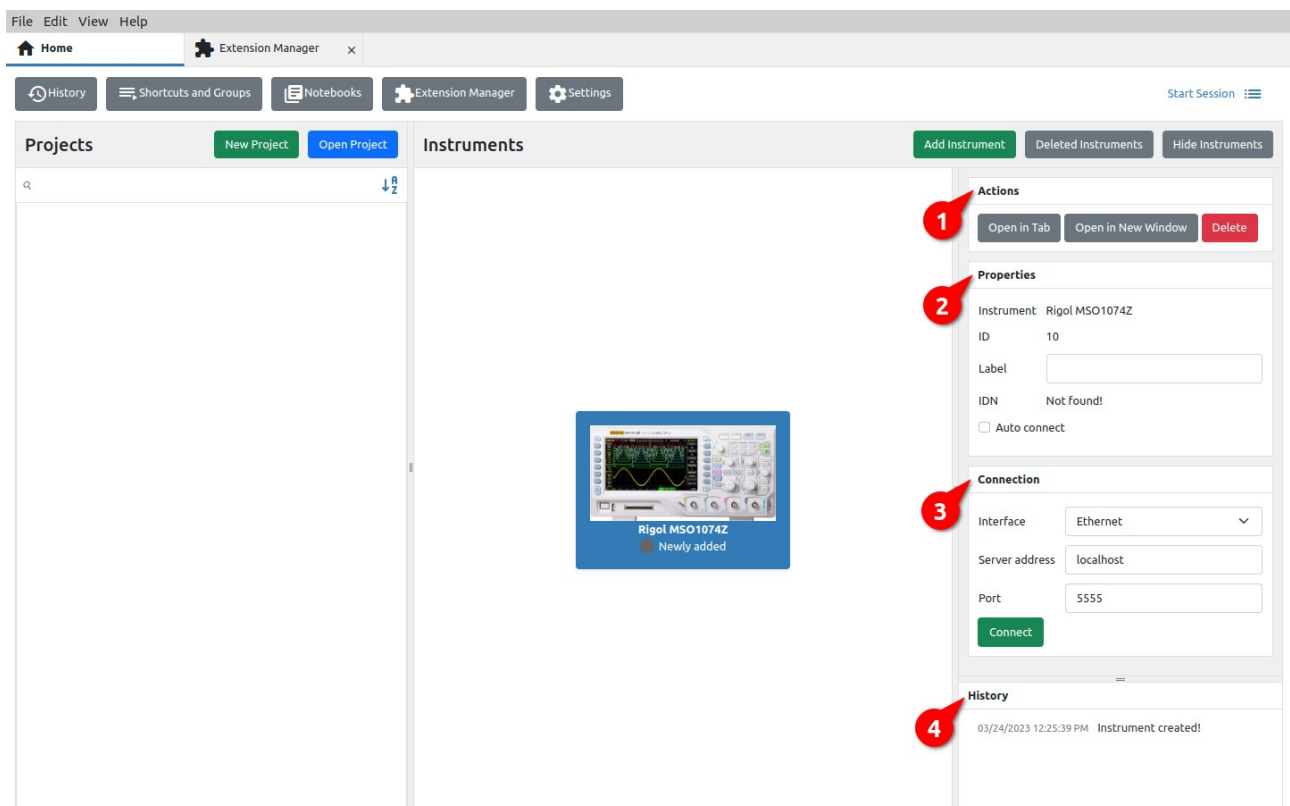 File Edit View Help
Home
Extension Manager x
History
Shortcuts and Groups
Notebooks
Extension Manager
Settings
Start Session
Projects
New Project
Open Project
Instruments
Add Instrument
Deleted Instruments
Hide Instruments
A
Z
Rigol MSO1074Z
Newly added
1
Actions
Open in Tab
Open in New Window
Delete
2
Properties
Instrument Rigol MSO1074Z
ID 10
Label
IDN Not found!
Auto connect
3
Connection
Interface Ethernet
Server address localhost
Port 5555
Connect
4
History
03/24/2023 12:25:39 PM Instrument created!